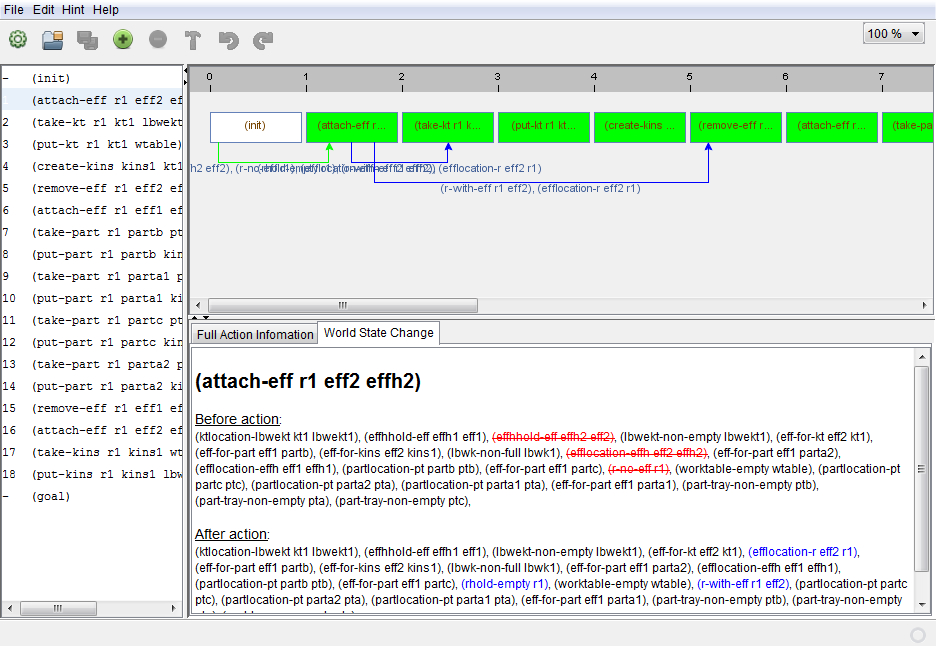 File Edit Hint Help
100 %
- (init)
1 (attach-eff r1 eff2 ef
2 (take-kt r1 kt1 lbwekt
3 (put-kt r1 kt1 wtable)
4 (create-kins kins1 kt1
5 (remove-eff r1 eff2 ef
6 (attach-eff r1 eff1 ef
7 (take-part r1 partb pt
8 (put-part r1 partb kin
9 (take-part r1 parta1 p
10 (put-part r1 parta1 ki
11 (take-part r1 partc pt
12 (put-part r1 partc kin
13 (take-part r1 parta2 p
14 (put-part r1 parta2 ki
15 (remove-eff r1 eff1 ef
16 (attach-eff r1 eff2 ef
17 (take-kins r1 kins1 wt
18 (put-kins r1 kins1 lbw
- (goal)
0 1 2 3 4 5 6 7
(init) (attach-eff r... (take-kt r1 k... (put-kt r1 kt... (create-kins ... (remove-eff r... (attach-eff r... (take-pa
h2 eff2), (r-no-eff r1), (efflocation-r eff2 r1)
(r-with-eff r1 eff2), (efflocation-r eff2 r1)
Full Action Infomation World State Change
(attach-eff r1 eff2 effh2)
Before action:
(ktlocation-lbwekt kt1 lbwekt1), (effhhold-eff effh1 eff1), (effhhold-eff effh2 eff2), (lbwekt-non-empty lbwekt1), (eff-for-kt eff2 kt1),
(eff-for-part eff1 partb), (eff-for-kins eff2 kins1), (lbwk-non-full lbwk1), (efflocation-effh eff2 effh2), (eff-for-part eff1 parta2),
(efflocation-effh eff1 effh1), (partlocation-pt partb ptb), (eff-for-part eff1 partc), (r-no-eff r1), (worktable-empty wtable), (partlocation-pt
partc ptc), (partlocation-pt parta2 pta), (partlocation-pt parta1 pta), (eff-for-part eff1 parta1), (part-tray-non-empty ptb),
(part-tray-non-empty pta), (part-tray-non-empty ptc),
After action:
(ktlocation-lbwekt kt1 lbwekt1), (effhhold-eff effh1 eff1), (lbwekt-non-empty lbwekt1), (eff-for-kt eff2 kt1), (efflocation-r eff2 r1),
(eff-for-part eff1 partb), (eff-for-kins eff2 kins1), (lbwk-non-full lbwk1), (eff-for-part eff1 parta2), (efflocation-effh eff1 effh1),
(partlocation-pt partb ptb), (eff-for-part eff1 partc), (rhold-empty r1), (worktable-empty wtable), (r-with-eff r1 eff2), (partlocation-pt partc
ptc), (partlocation-pt parta2 pta), (partlocation-pt parta1 pta), (eff-for-part eff1 parta1), (part-tray-non-empty ptb), (part-tray-non-empty